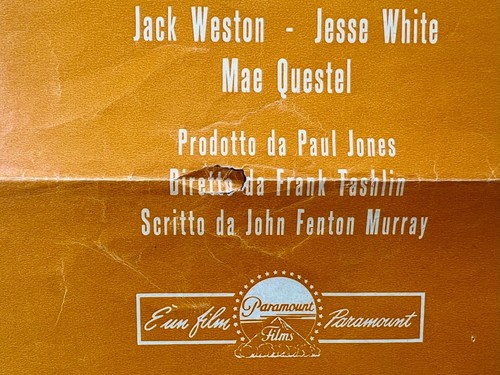 Jack Weston - Jesse White
Mae Questel
Prodotto da Paul Jones
Diretto da Frank Tashlin
Scritto da John Fenton Murray
È un film Paramount Films Paramount